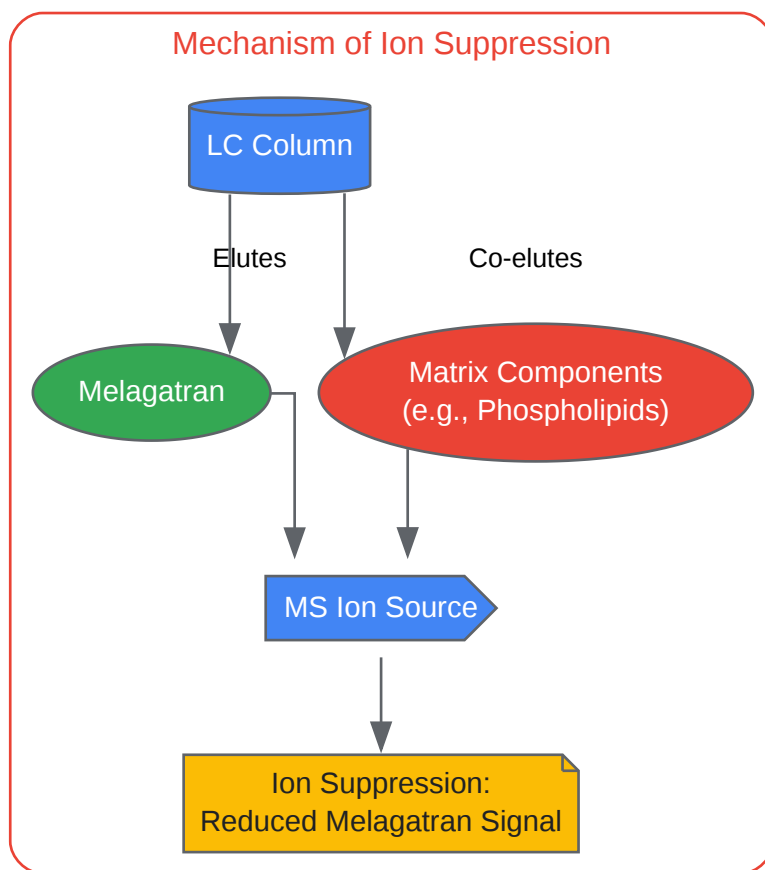 Mechanism of Ion Suppression
LC Column
Elutes
Co-elutes
Melagatran
Matrix Components
(e.g., Phospholipids)
MS Ion Source
Ion Suppression:
Reduced Melagatran Signal